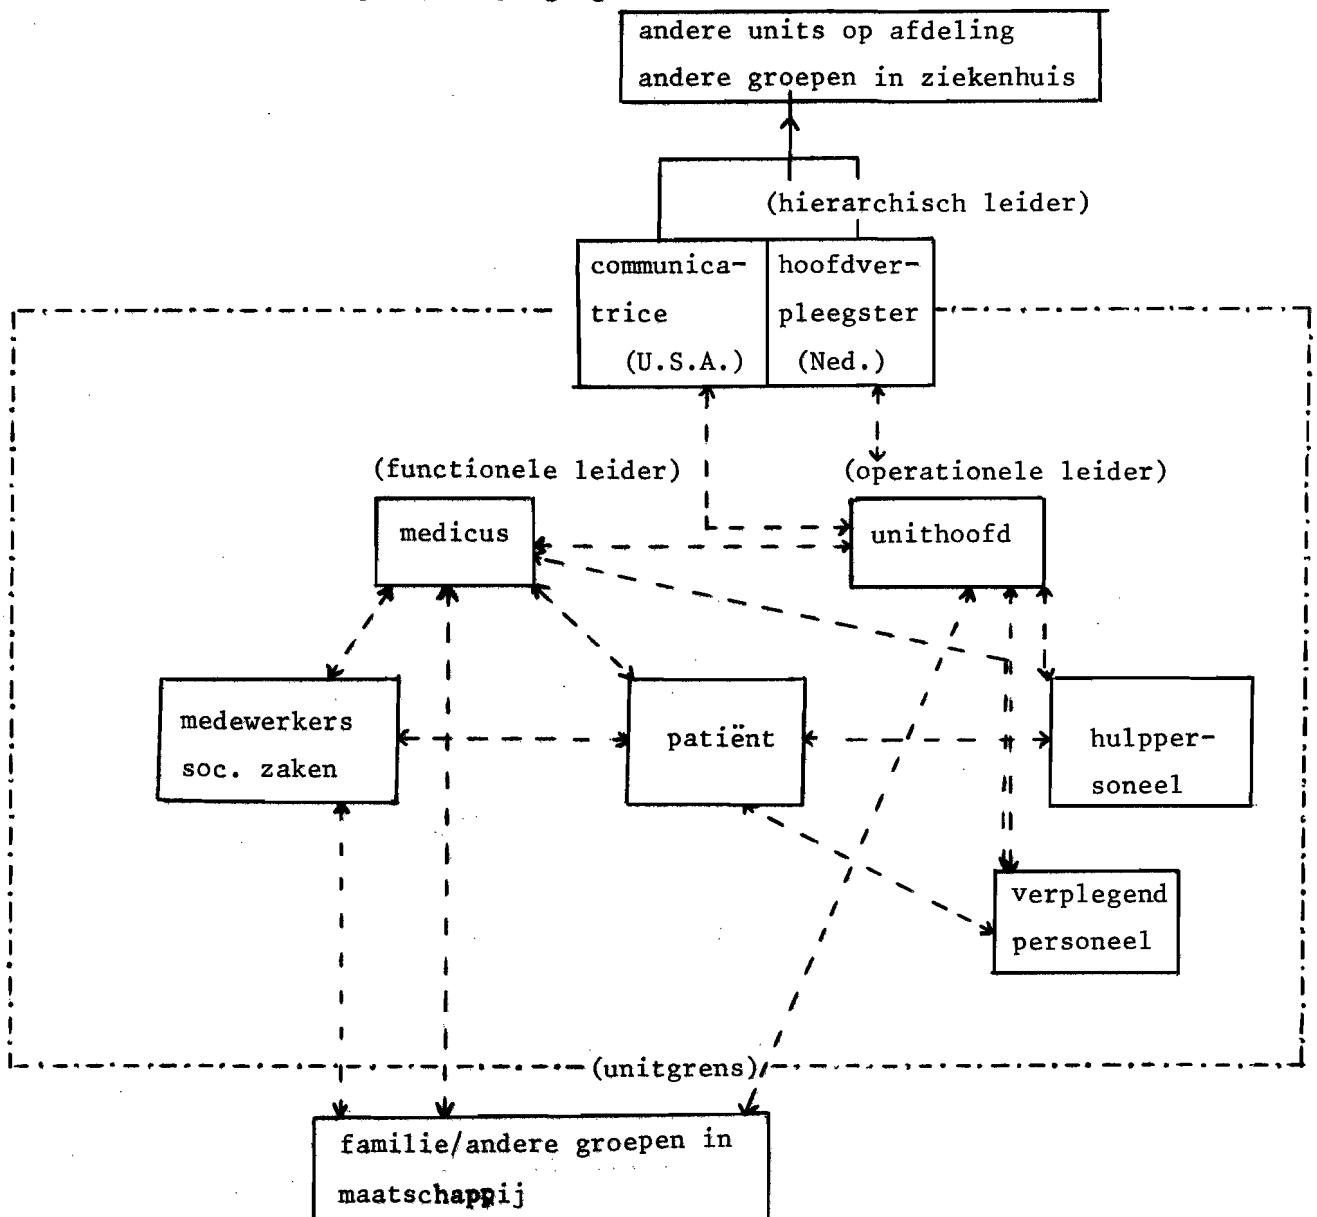 andere units op afdeling
andere groepen in ziekenhuis
(hierarchisch leider)
communica-
trice
(U.S.A.)
hoofdver-
pleegster
(Ned.)
(functionele leider)
(operationele leider)
medicus
unithoofd
medewerkers
soc. zaken
patiënt
hulpper-
soneel
verplegend
personeel
(unitgrens)
familie/andere groepen in
maatschappij